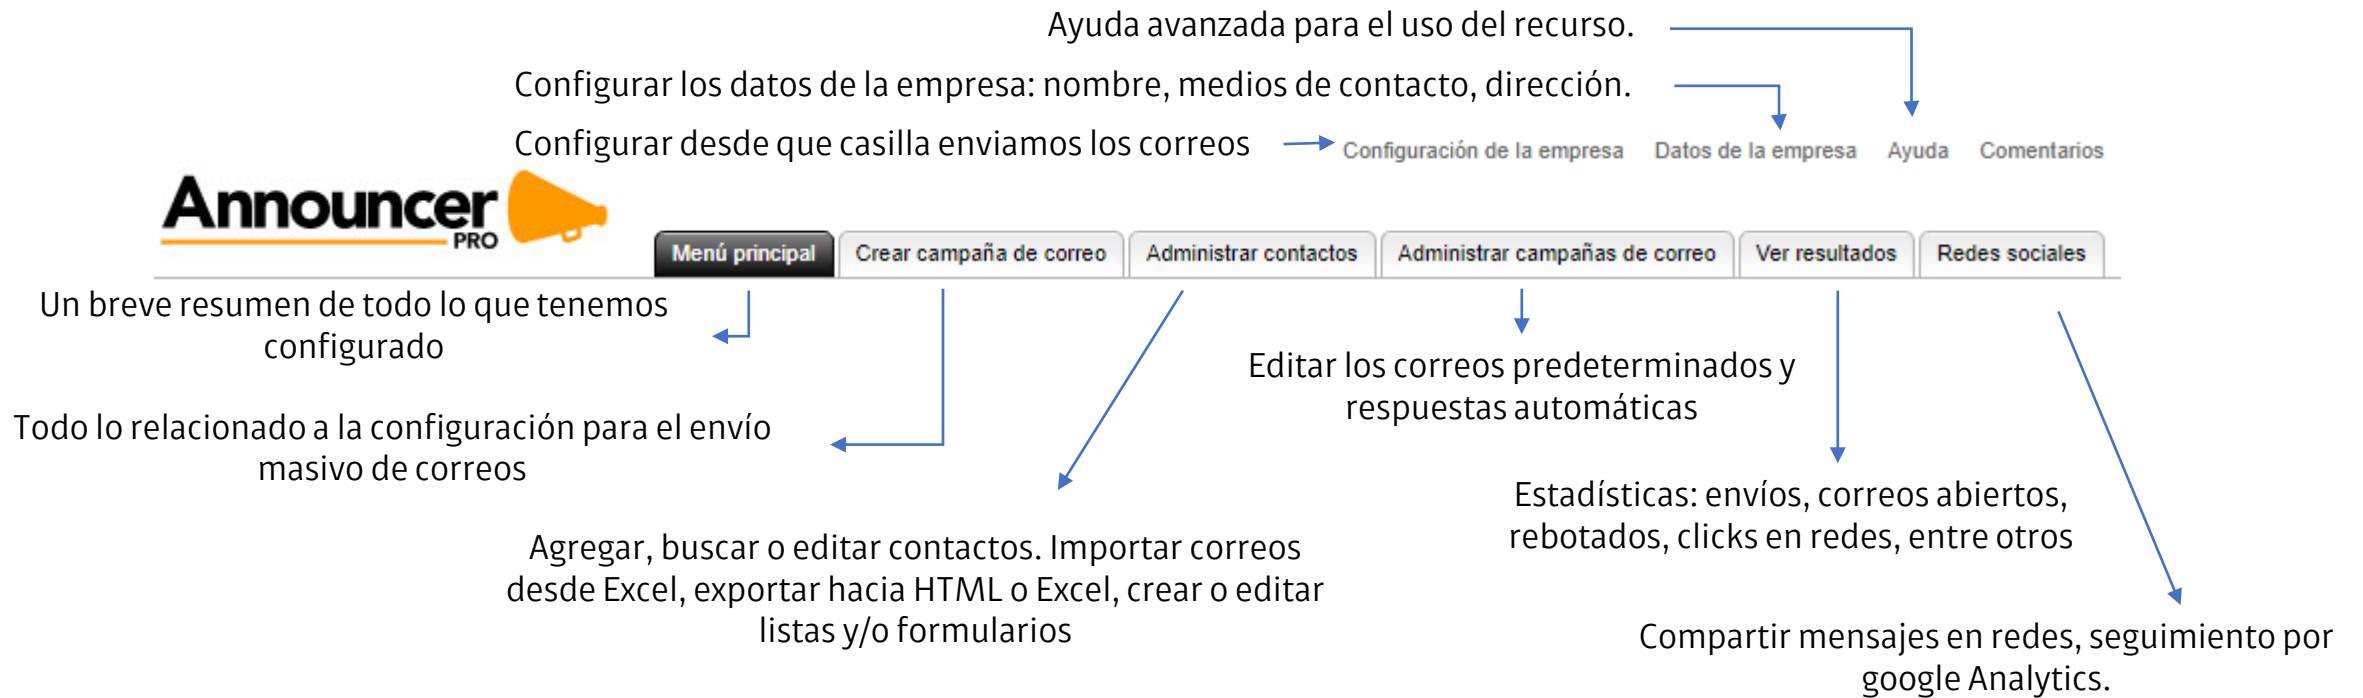 Ayuda avanzada para el uso del recurso.
Configurar los datos de la empresa: nombre, medios de contacto, dirección.
Configurar desde que casilla enviamos los correos
Configuración de la empresa Datos de la empresa Ayuda Comentarios
Announcer
PRO
Menú principal Crear campaña de correo Administrar contactos Administrar campañas de correo Ver resultados Redes sociales
Un breve resumen de todo lo que tenemos
configurado
Editar los correos predeterminados y
respuestas automáticas
Todo lo relacionado a la configuración para el envío
masivo de correos
Estadísticas: envíos, correos abiertos,
rebotados, clicks en redes, entre otros
Agregar, buscar o editar contactos. Importar correos
desde Excel, exportar hacia HTML o Excel, crear o editar
listas y/o formularios
Compartir mensajes en redes, seguimiento por
google Analytics.